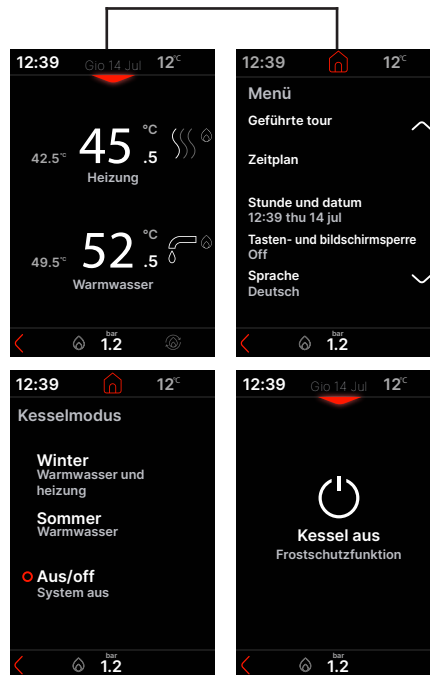 12:39 Gio 14 Jul 12°C
45.5 °C
42.5°C
Heizung
52.5 °C
49.5°C
Warmwasser
bar
1.2
12:39 12°C
Menü
Geführte tour
Zeitplan
Stunde und datum
12:39 thu 14 jul
Tasten- und bildschirmsperre
Off
Sprache
Deutsch
bar
1.2
12:39 12°C
Kesselmodus
Winter
Warmwasser und
heizung
Sommer
Warmwasser
Aus/off
System aus
bar
1.2
12:39 Gio 14 Jul 12°C
Kessel aus
Frostschutzfunktion
bar
1.2